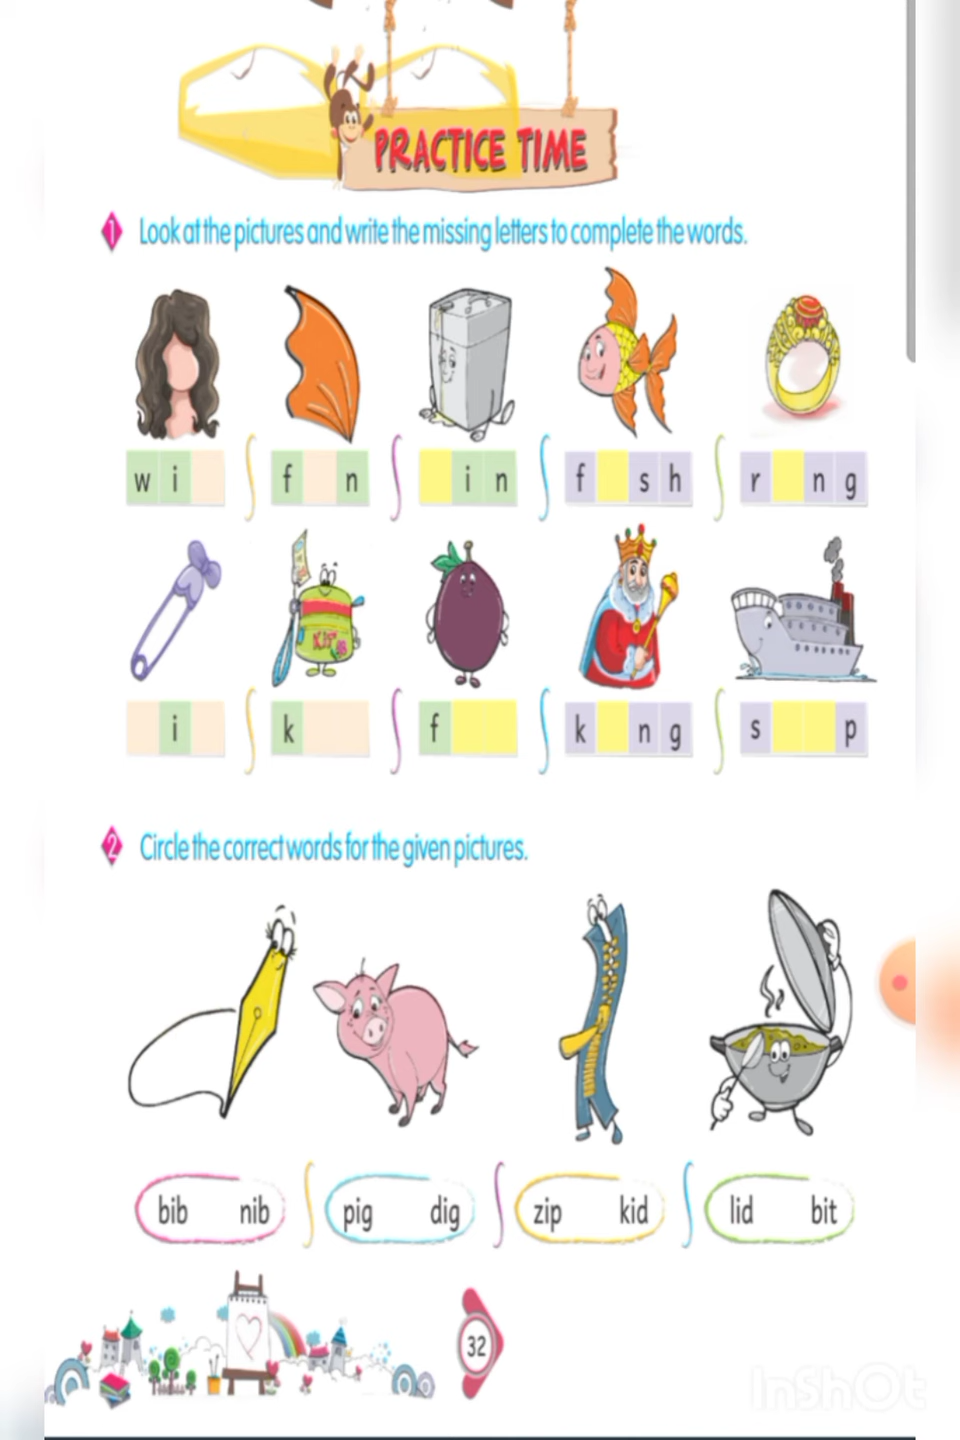 PRACTICE TIME
1 Look at the pictures and write the missing letters to complete the words.
w i f n i n f s h r n g
KIT
i k f k n g s p
2 Circle the correct words for the given pictures.
bib nib pig dig zip kid lid bit
32
InShOt